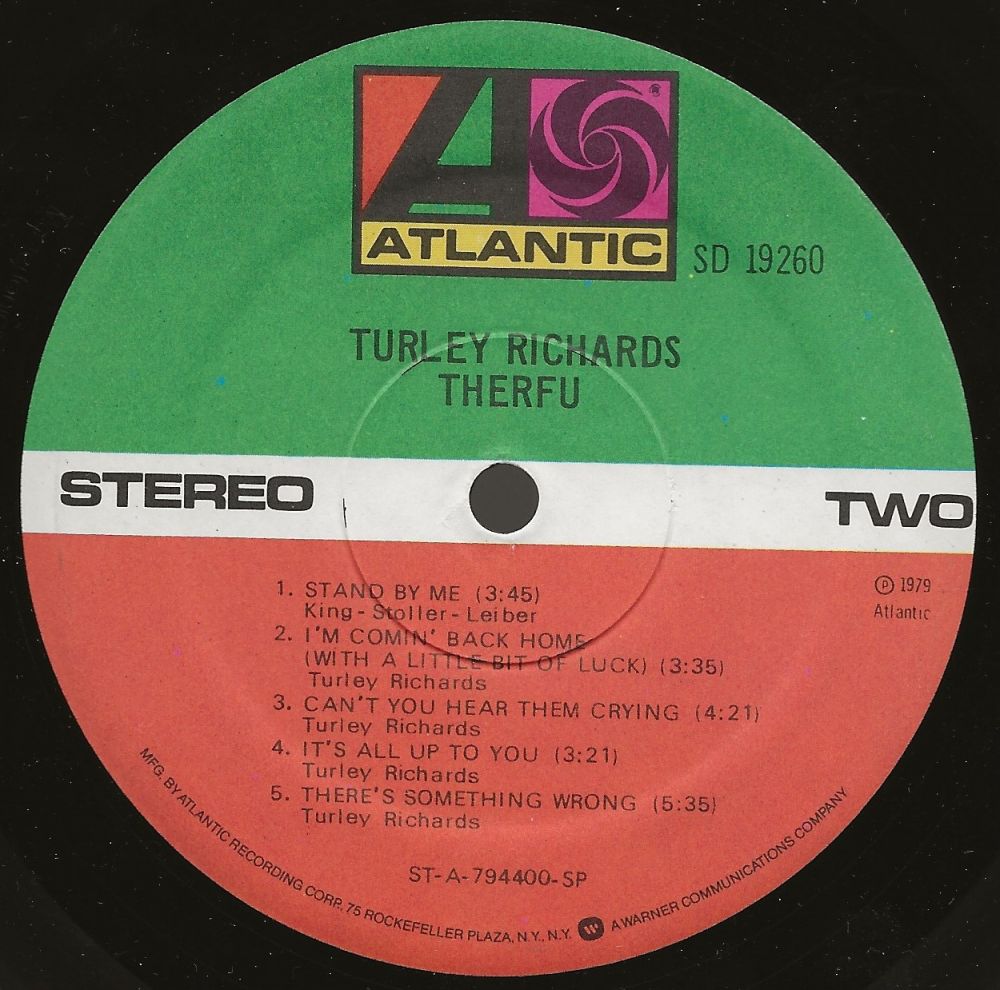 ATLANTIC
®
SD 19260
TURLEY RICHARDS
THERFU
STEREO
TWO
℗ 1979
Atlantic
1. STAND BY ME (3:45)
King - Stoller - Leiber
2. I'M COMIN' BACK HOME
(WITH A LITTLE BIT OF LUCK) (3:35)
Turley Richards
3. CAN'T YOU HEAR THEM CRYING (4:21)
Turley Richards
4. IT'S ALL UP TO YOU (3:21)
Turley Richards
5. THERE'S SOMETHING WRONG (5:35)
Turley Richards
ST-A-794400-SP
MFG. BY ATLANTIC RECORDING CORP. 75 ROCKEFELLER PLAZA, N.Y., N.Y. W A WARNER COMMUNICATIONS COMPANY